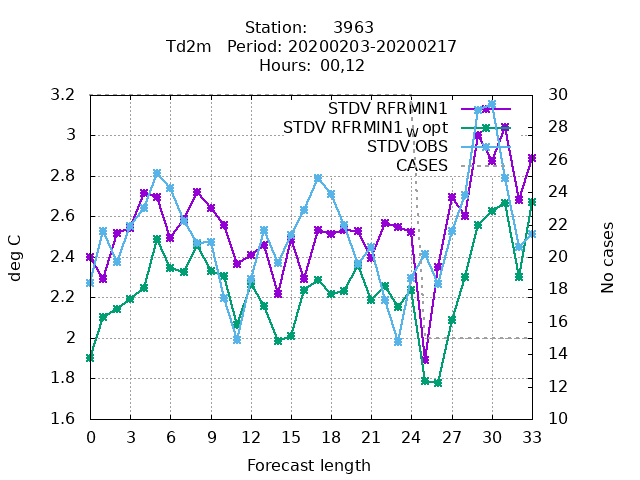 Station: 3963
Td2m Period: 20200203-20200217
Hours: 00,12
3.2
3
2.8
2.6
2.4
2.2
2
1.8
1.6
30
28
26
24
22
20
18
16
14
12
10
STDV RFRMIN1
STDV RFRMIN1 w opt
STDV OBS
CASES
deg C
No cases
0 3 6 9 12 15 18 21 24 27 30 33
Forecast length